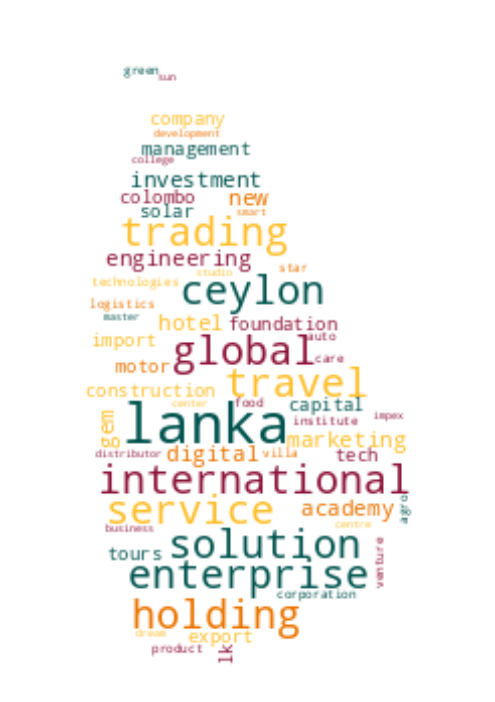 green
sun
company
development
management
college
investment
colombo new
solar smart
trading
engineering
studio star
technologies
ceylon
logistics
master
hotel foundation
import auto
global
motor care
travel
construction
center food capital
gem
lanka
institute impex
marketing
distributor digital villa tech
international
service academy agro
centre
business
solution
tours
venture
enterprise
corporation
holding
dream export
product lk